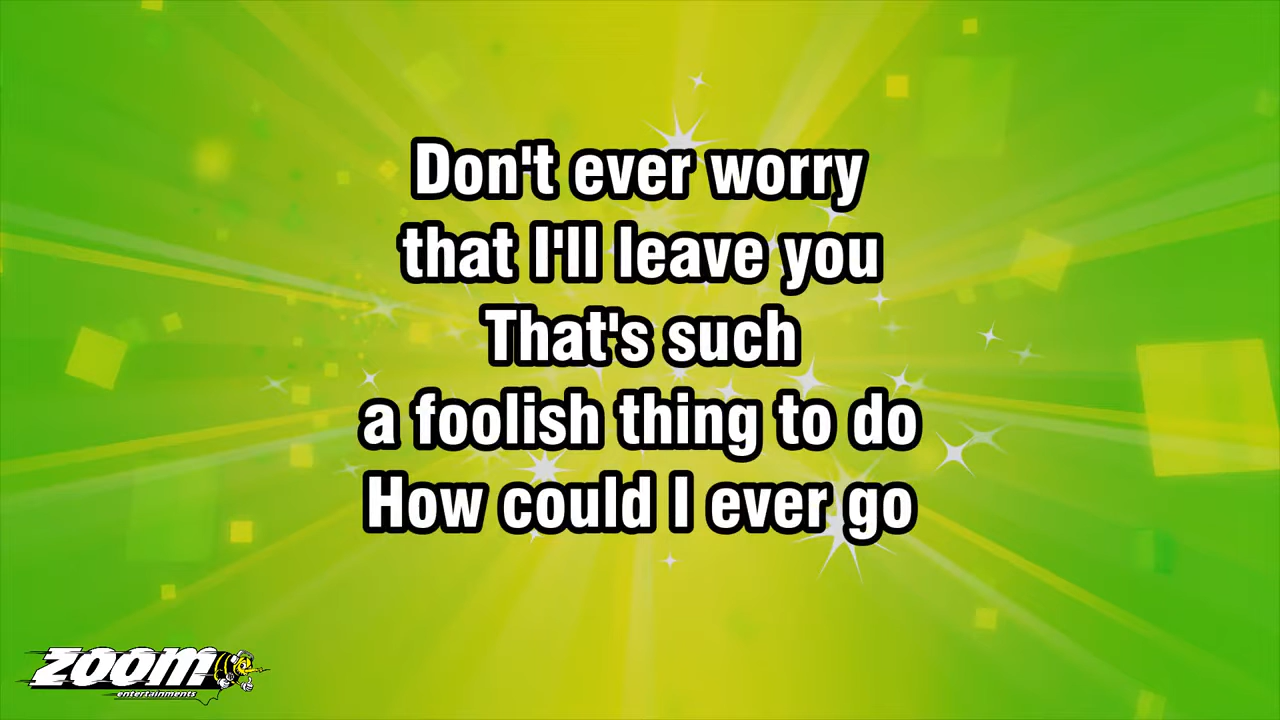 Don't ever worry
that I'll leave you
That's such
a foolish thing to do
How could I ever go
ZOOM
entertainments